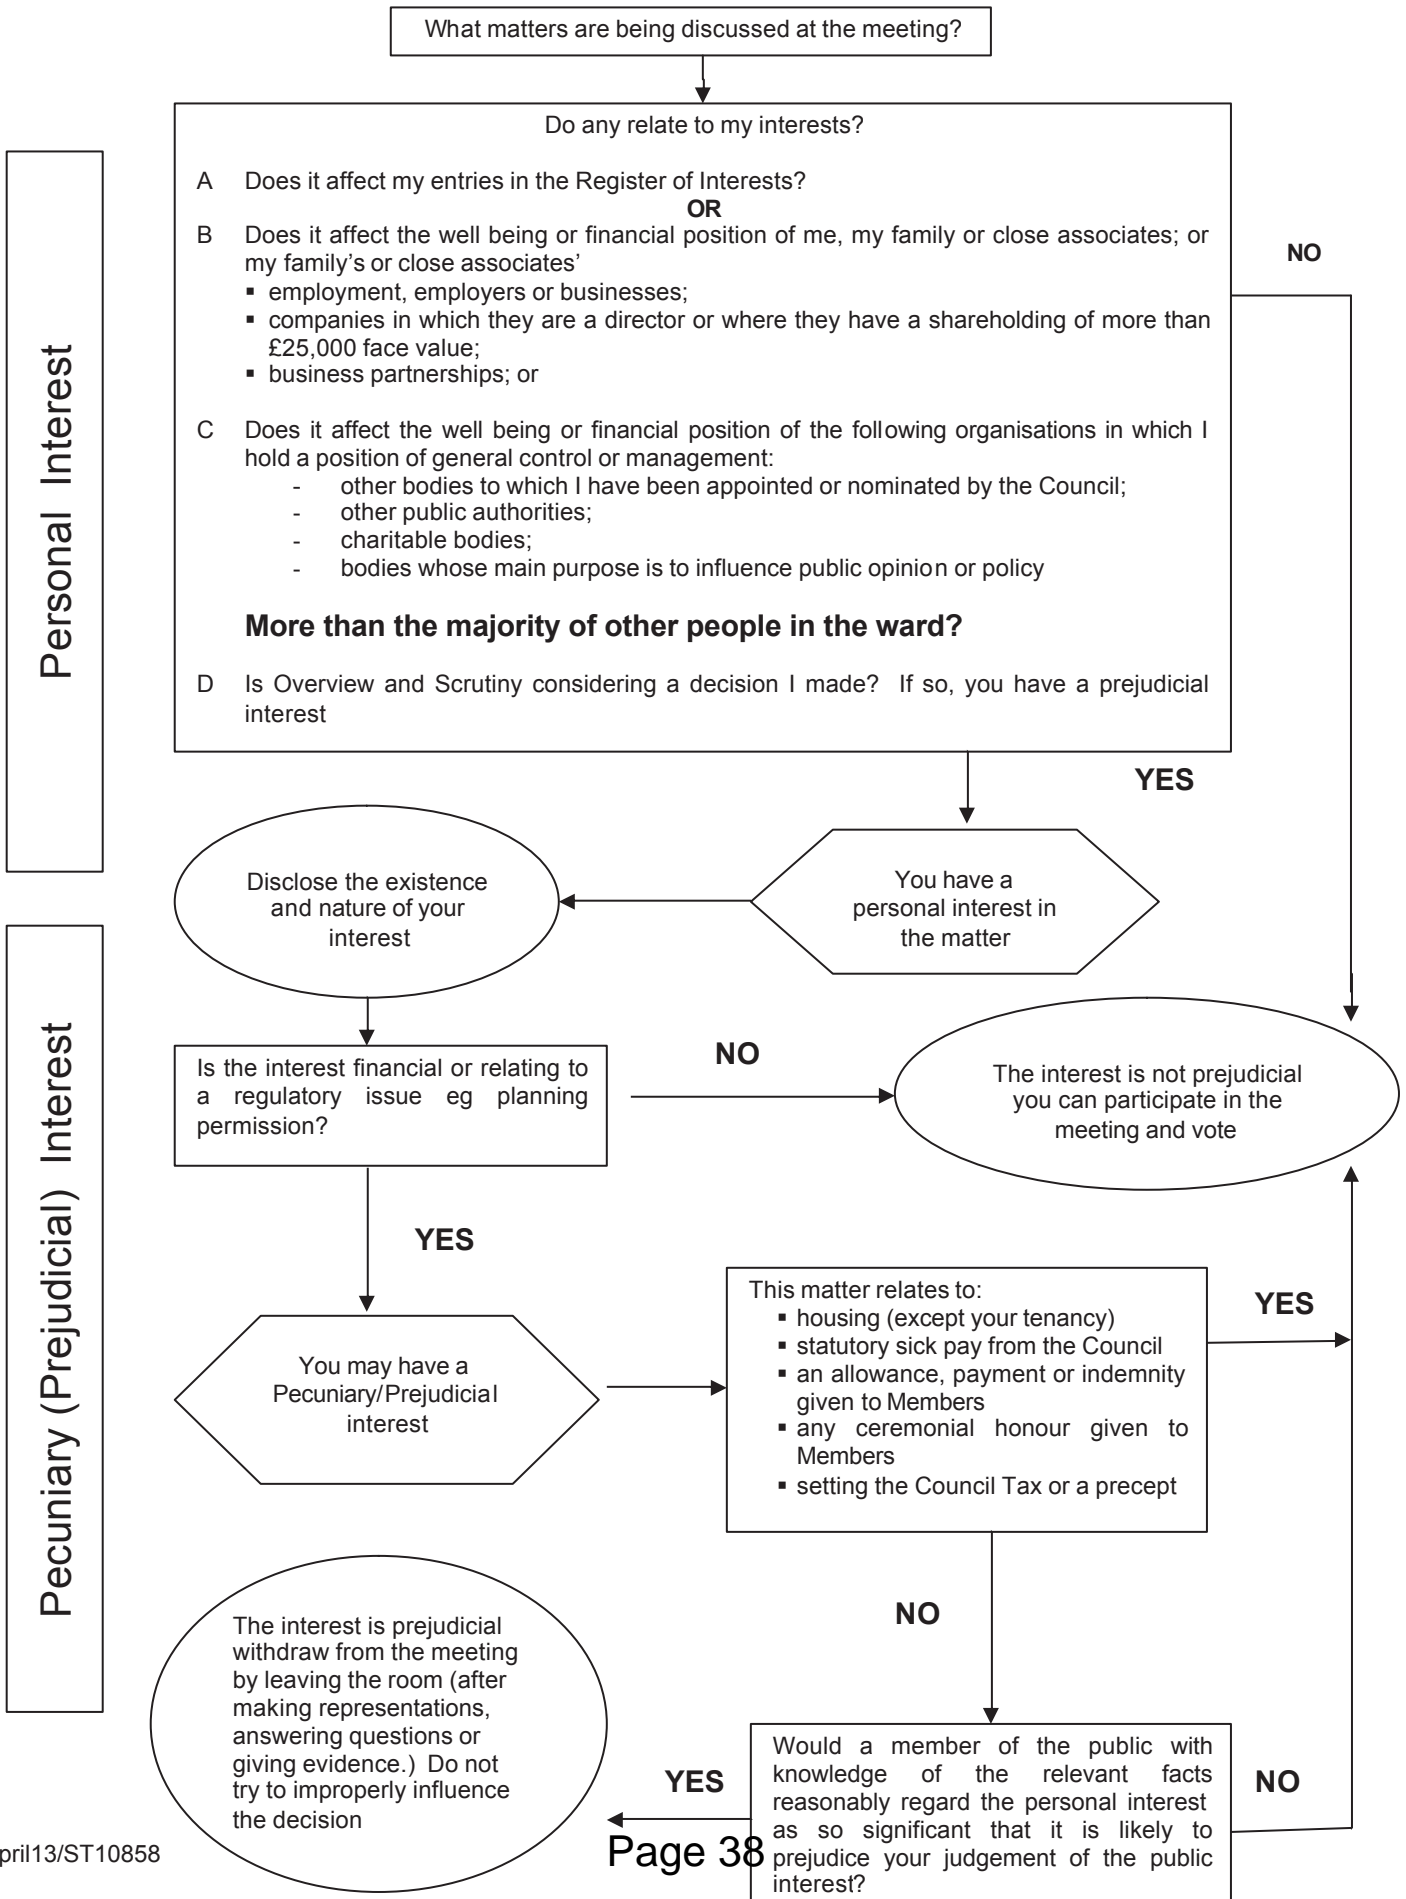 What matters are being discussed at the meeting?
Do any relate to my interests?
A Does it affect my entries in the Register of Interests?
OR
B Does it affect the well being or financial position of me, my family or close associates; or
my family's or close associates'
▪ employment, employers or businesses;
▪ companies in which they are a director or where they have a shareholding of more than
£25,000 face value;
▪ business partnerships; or
C Does it affect the well being or financial position of the following organisations in which I
hold a position of general control or management:
- other bodies to which I have been appointed or nominated by the Council;
- other public authorities;
- charitable bodies;
- bodies whose main purpose is to influence public opinion or policy
More than the majority of other people in the ward?
D Is Overview and Scrutiny considering a decision I made? If so, you have a prejudicial
interest
NO
Personal Interest
YES
You have a
personal interest in
the matter
Disclose the existence
and nature of your
interest
Pecuniary (Prejudicial) Interest
Is the interest financial or relating to
a regulatory issue eg planning
permission?
NO
The interest is not prejudicial
you can participate in the
meeting and vote
YES
You may have a
Pecuniary/Prejudicial
interest
This matter relates to:
▪ housing (except your tenancy)
▪ statutory sick pay from the Council
▪ an allowance, payment or indemnity
given to Members
▪ any ceremonial honour given to
Members
▪ setting the Council Tax or a precept
YES
NO
Would a member of the public with
knowledge of the relevant facts
reasonably regard the personal interest
as so significant that it is likely to
prejudice your judgement of the public
interest?
NO
YES
The interest is prejudicial
withdraw from the meeting
by leaving the room (after
making representations,
answering questions or
giving evidence.) Do not
try to improperly influence
the decision
pril13/ST10858
Page 38